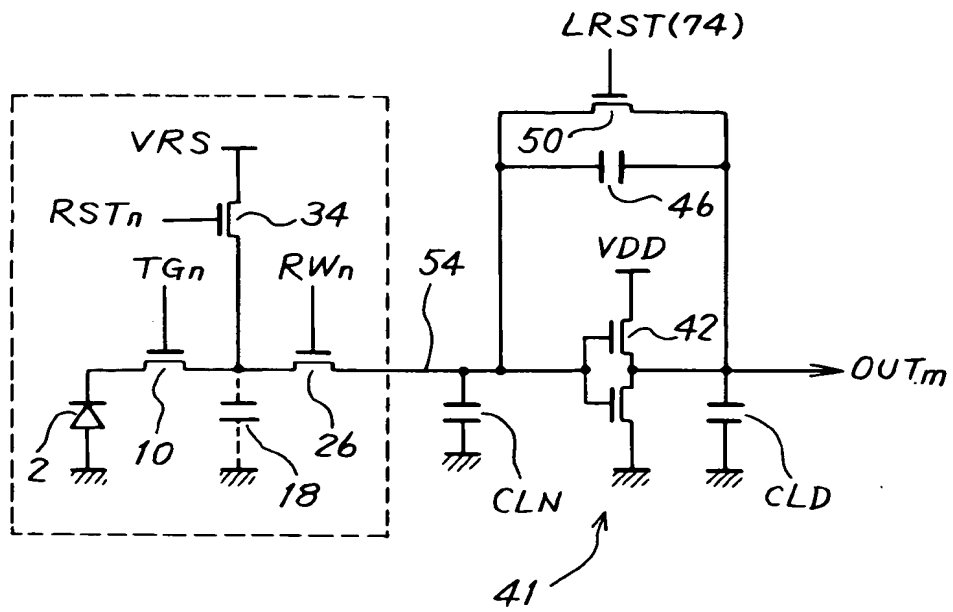 LRST(74)
50
46
VRS
RSTn
34
TGn
RWn
54
VDD
42
OUTm
2
10
18
26
CLN
CLD
41